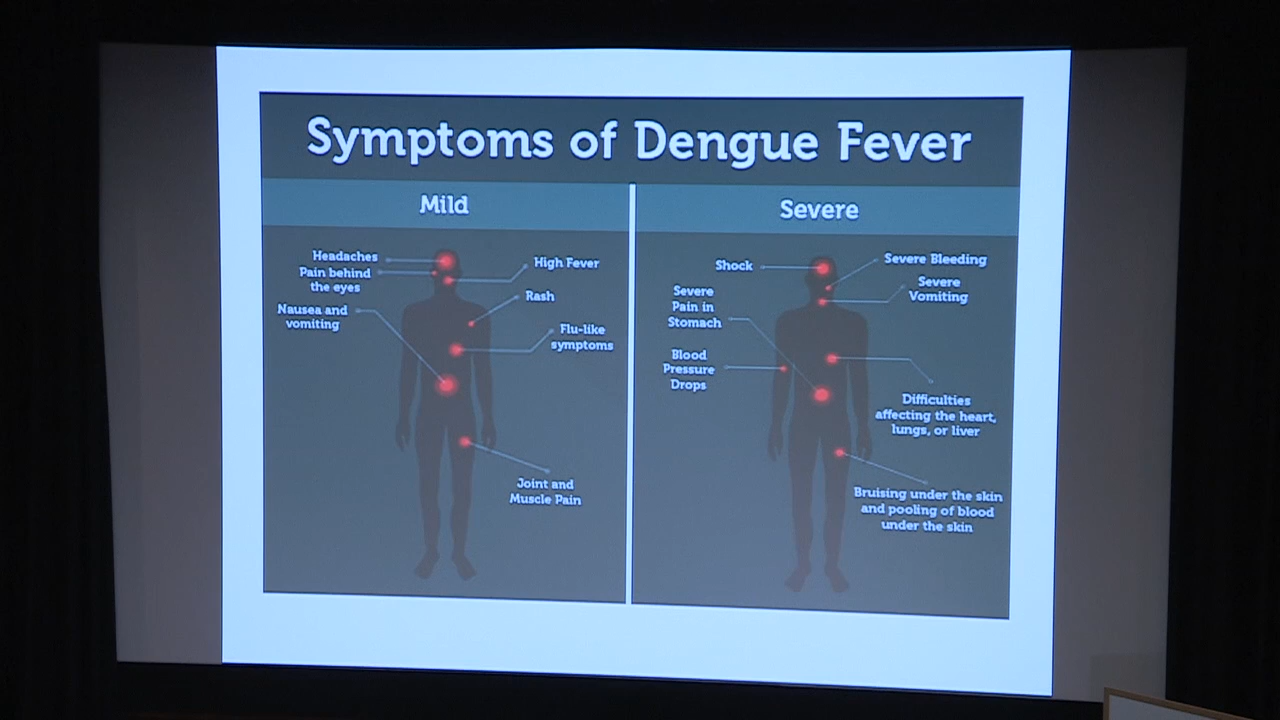 Symptoms of Dengue Fever
Mild
Headaches
Pain behind
the eyes
Nausea and
vomiting
High Fever
Rash
Flu-like
symptoms
Joint and
Muscle Pain
Severe
Shock
Severe
Pain in
Stomach
Blood
Pressure
Drops
Severe Bleeding
Severe
Vomiting
Difficulties
affecting the heart,
lungs, or liver
Bruising under the skin
and pooling of blood
under the skin